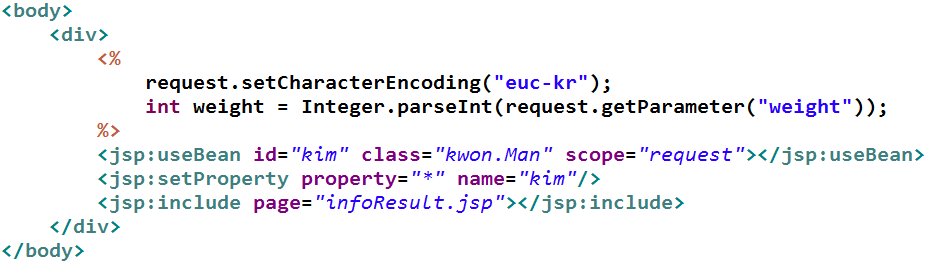 <body>
    <div>
        <%
            request.setCharacterEncoding("euc-kr");
            int weight = Integer.parseInt(request.getParameter("weight"));
        %>
        <jsp:useBean id="kim" class="kwon.Man" scope="request"></jsp:useBean>
        <jsp:setProperty property="*" name="kim"/>
        <jsp:include page="infoResult.jsp"></jsp:include>
    </div>
</body>